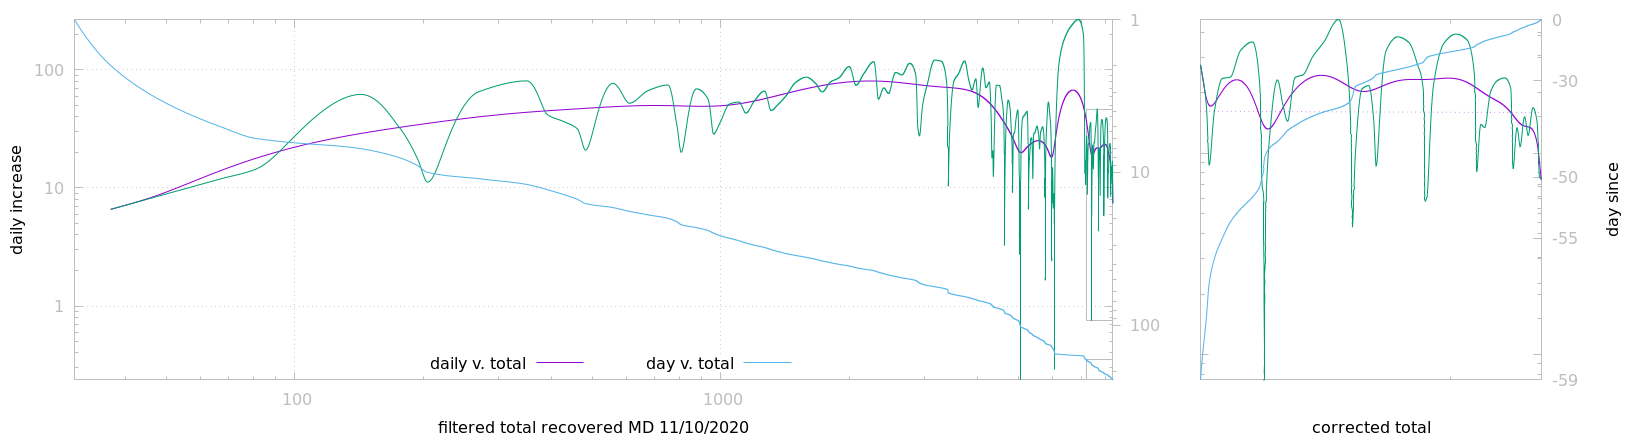 daily increase
100
10
1
100
1000
filtered total recovered MD 11/10/2020
daily v. total
day v. total
1
10
100
corrected total
0
-30
-50
-55
-59
day since